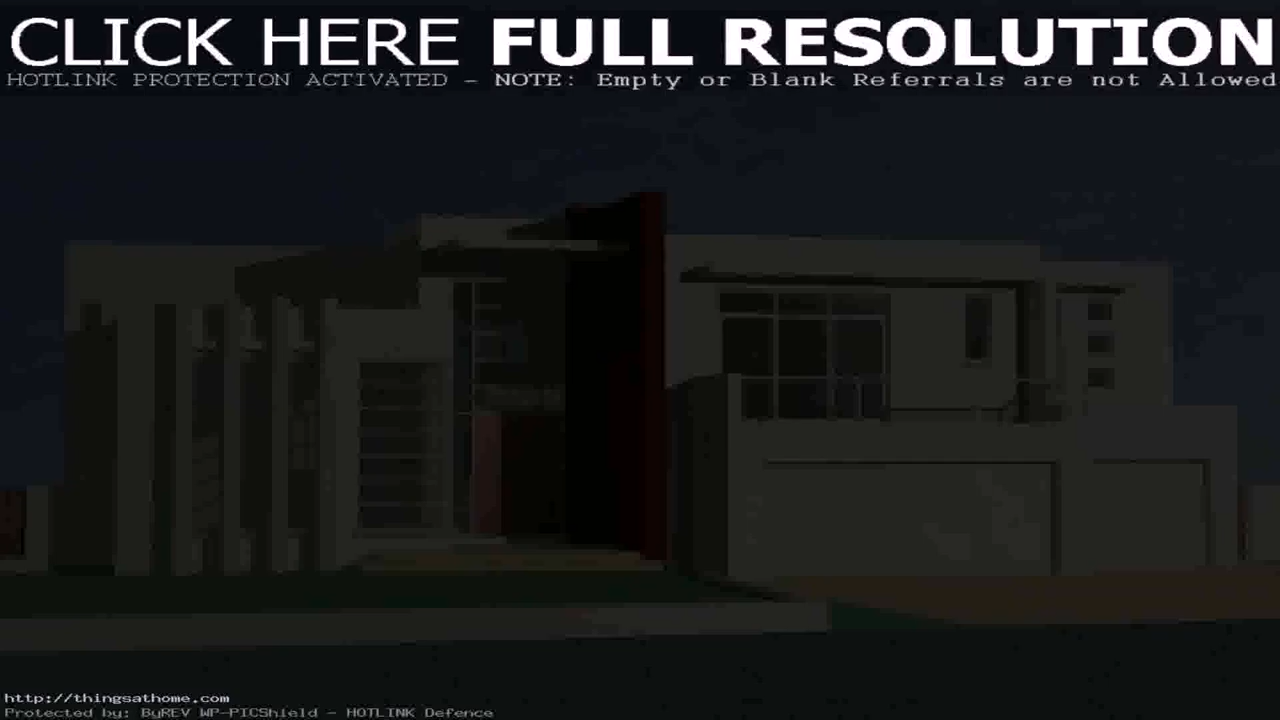 CLICK HERE FULL RESOLUTION
HOTLINK PROTECTION ACTIVATED - NOTE: Empty or Blank Referrals are not Allowed
http://thingsathome.com
Protected by: ByREV WP-PICShield - HOTLINK Defence